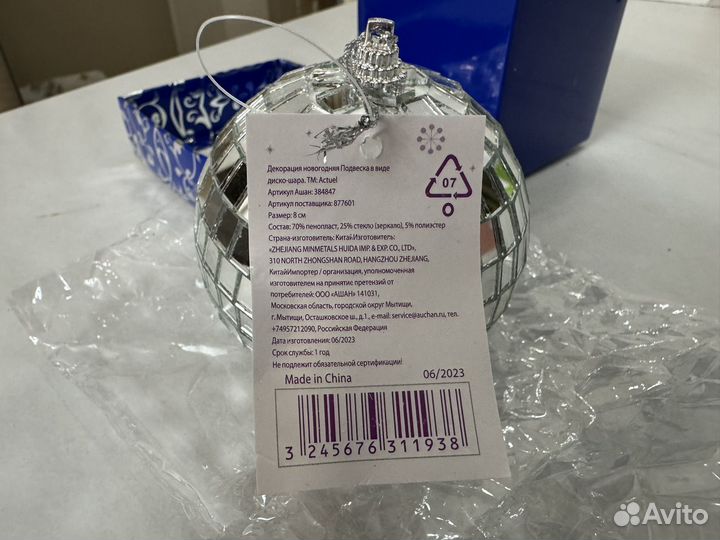 Декорация новогодняя Подвеска в виде
диско-шара. ТМ: Actuel
Артикул Ашан: 384847
Артикул поставщика: 877601
Размер: 8 см
Состав: 70% пенопласт, 25% стекло (зеркало), 5% полиэстер
Страна-изготовитель: Китай Изготовитель:
«ZHEJIANG MINMETALS HUIDA IMP. & EXP. CO., LTD»,
310 NORTH ZHONGSHAN ROAD, HANGZHOU ZHEJIANG,
КитайИмпортер / организация, уполномоченная
изготовителем на принятие претензий от
потребителей: ООО «АШАН» 141031,
Московская область, городской округ Мытищи,
г. Мытищи, Осташковское ш., д.1 , e-mail: service@auchan.ru, тел.
+74957212090, Российская Федерация
Дата изготовления: 06/2023
Срок службы: 1 год
Не подлежит обязательной сертификации!
Made in China 06/2023
3 245676 311938
07
O
Avito